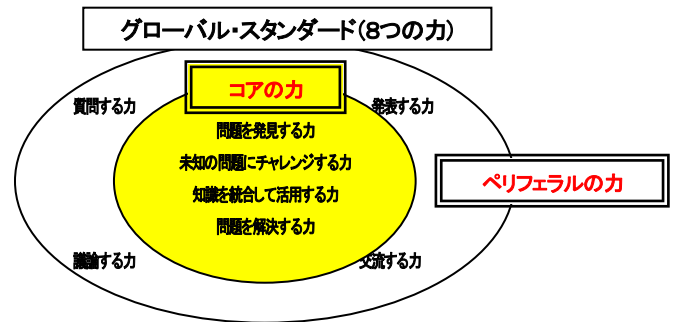 グローバル・スタンダード(8つの力)
コアの力
質問する力
発表する力
問題を発見する力
未知の問題にチャレンジする力
ペリフェラルの力
知識を統合して活用する力
問題を解決する力
議論する力
交流する力